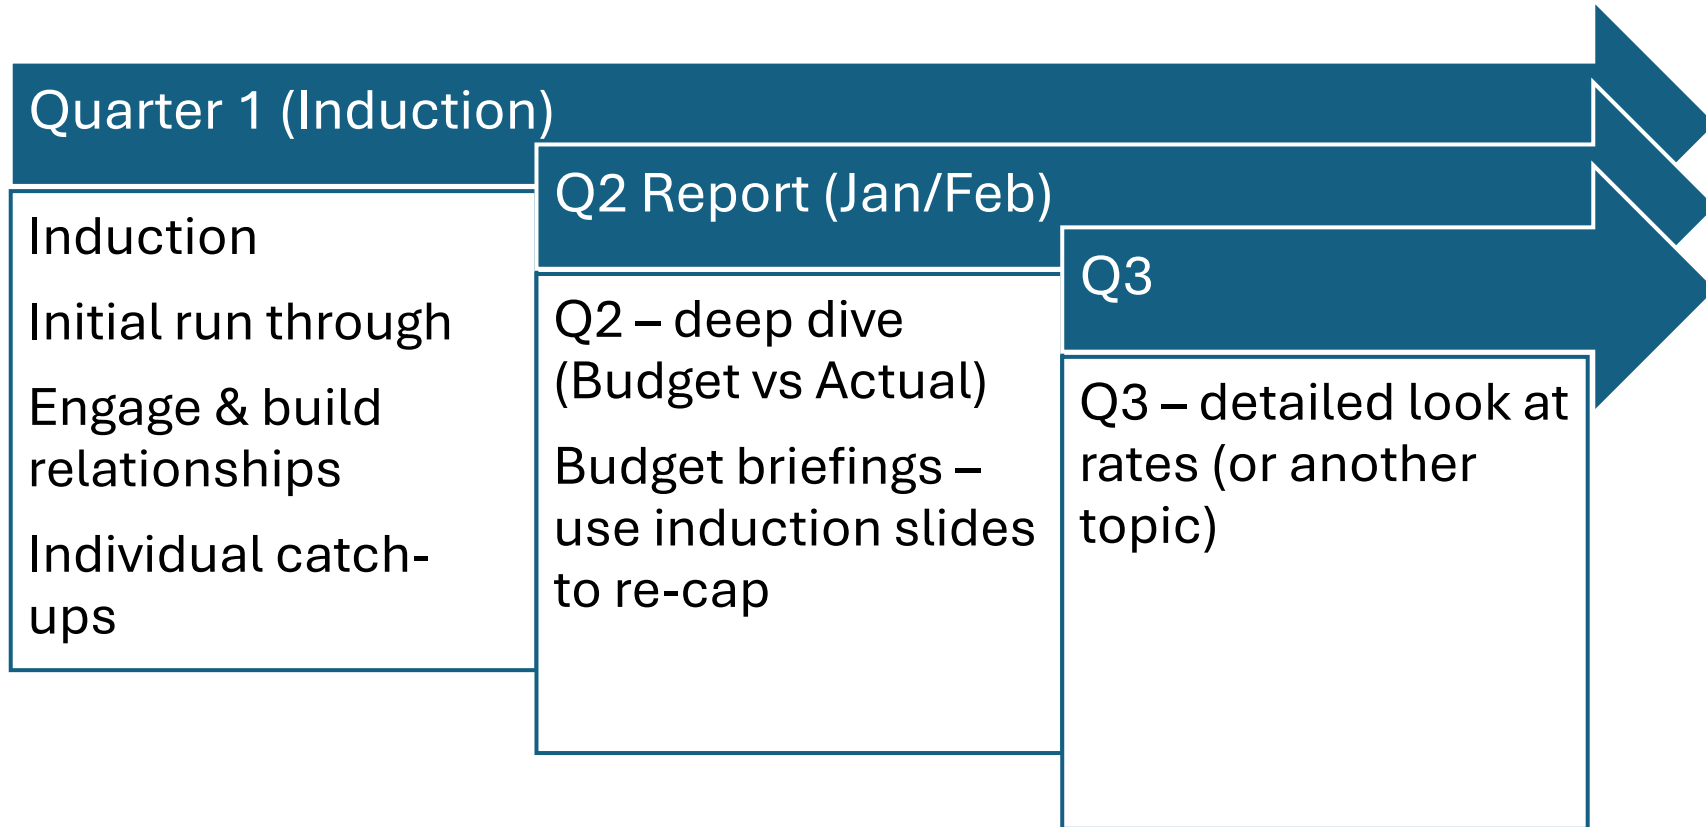 Quarter 1 (Induction)
Induction
Initial run through
Engage & build
relationships
Individual catch-
ups
Q2 Report (Jan/Feb)
Q2 – deep dive
(Budget vs Actual)
Budget briefings –
use induction slides
to re-cap
Q3
Q3 – detailed look at
rates (or another
topic)